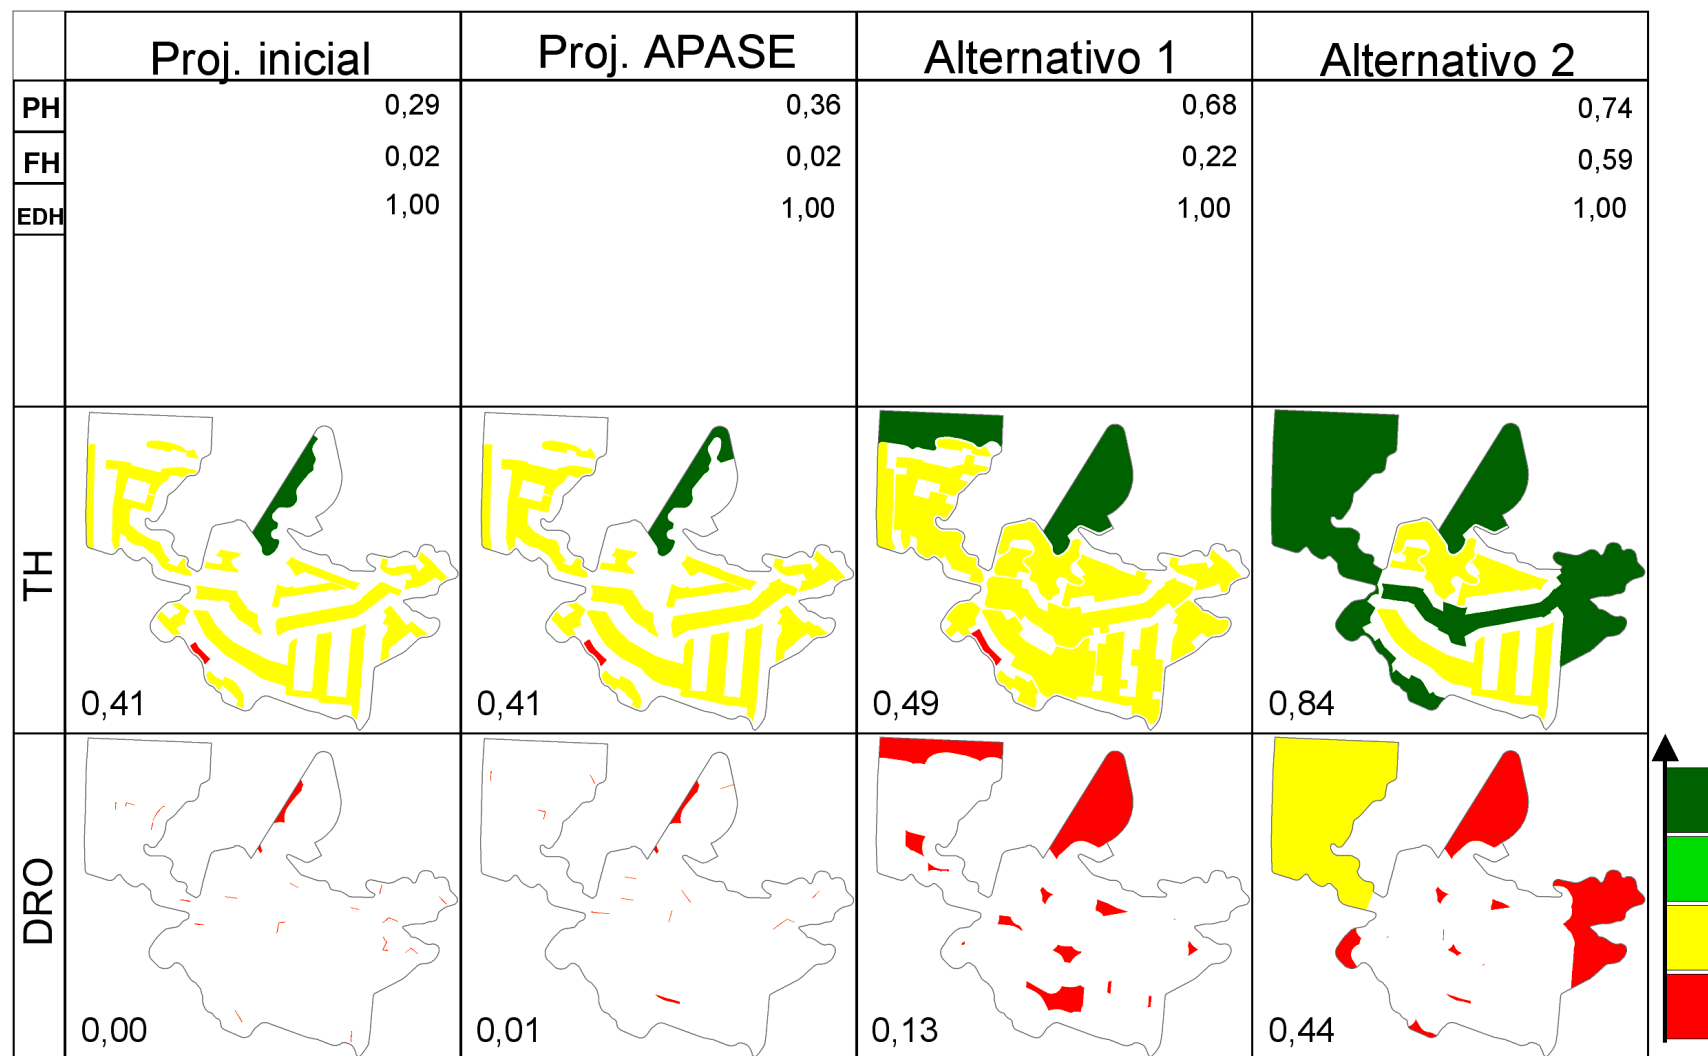 Proj. inicial Proj. APASE Alternativo 1 Alternativo 2
PH 0,29 0,36 0,68 0,74
FH 0,02 0,02 0,22 0,59
EDH 1,00 1,00 1,00 1,00
TH 0,41 0,41 0,49 0,84
DRO 0,00 0,01 0,13 0,44